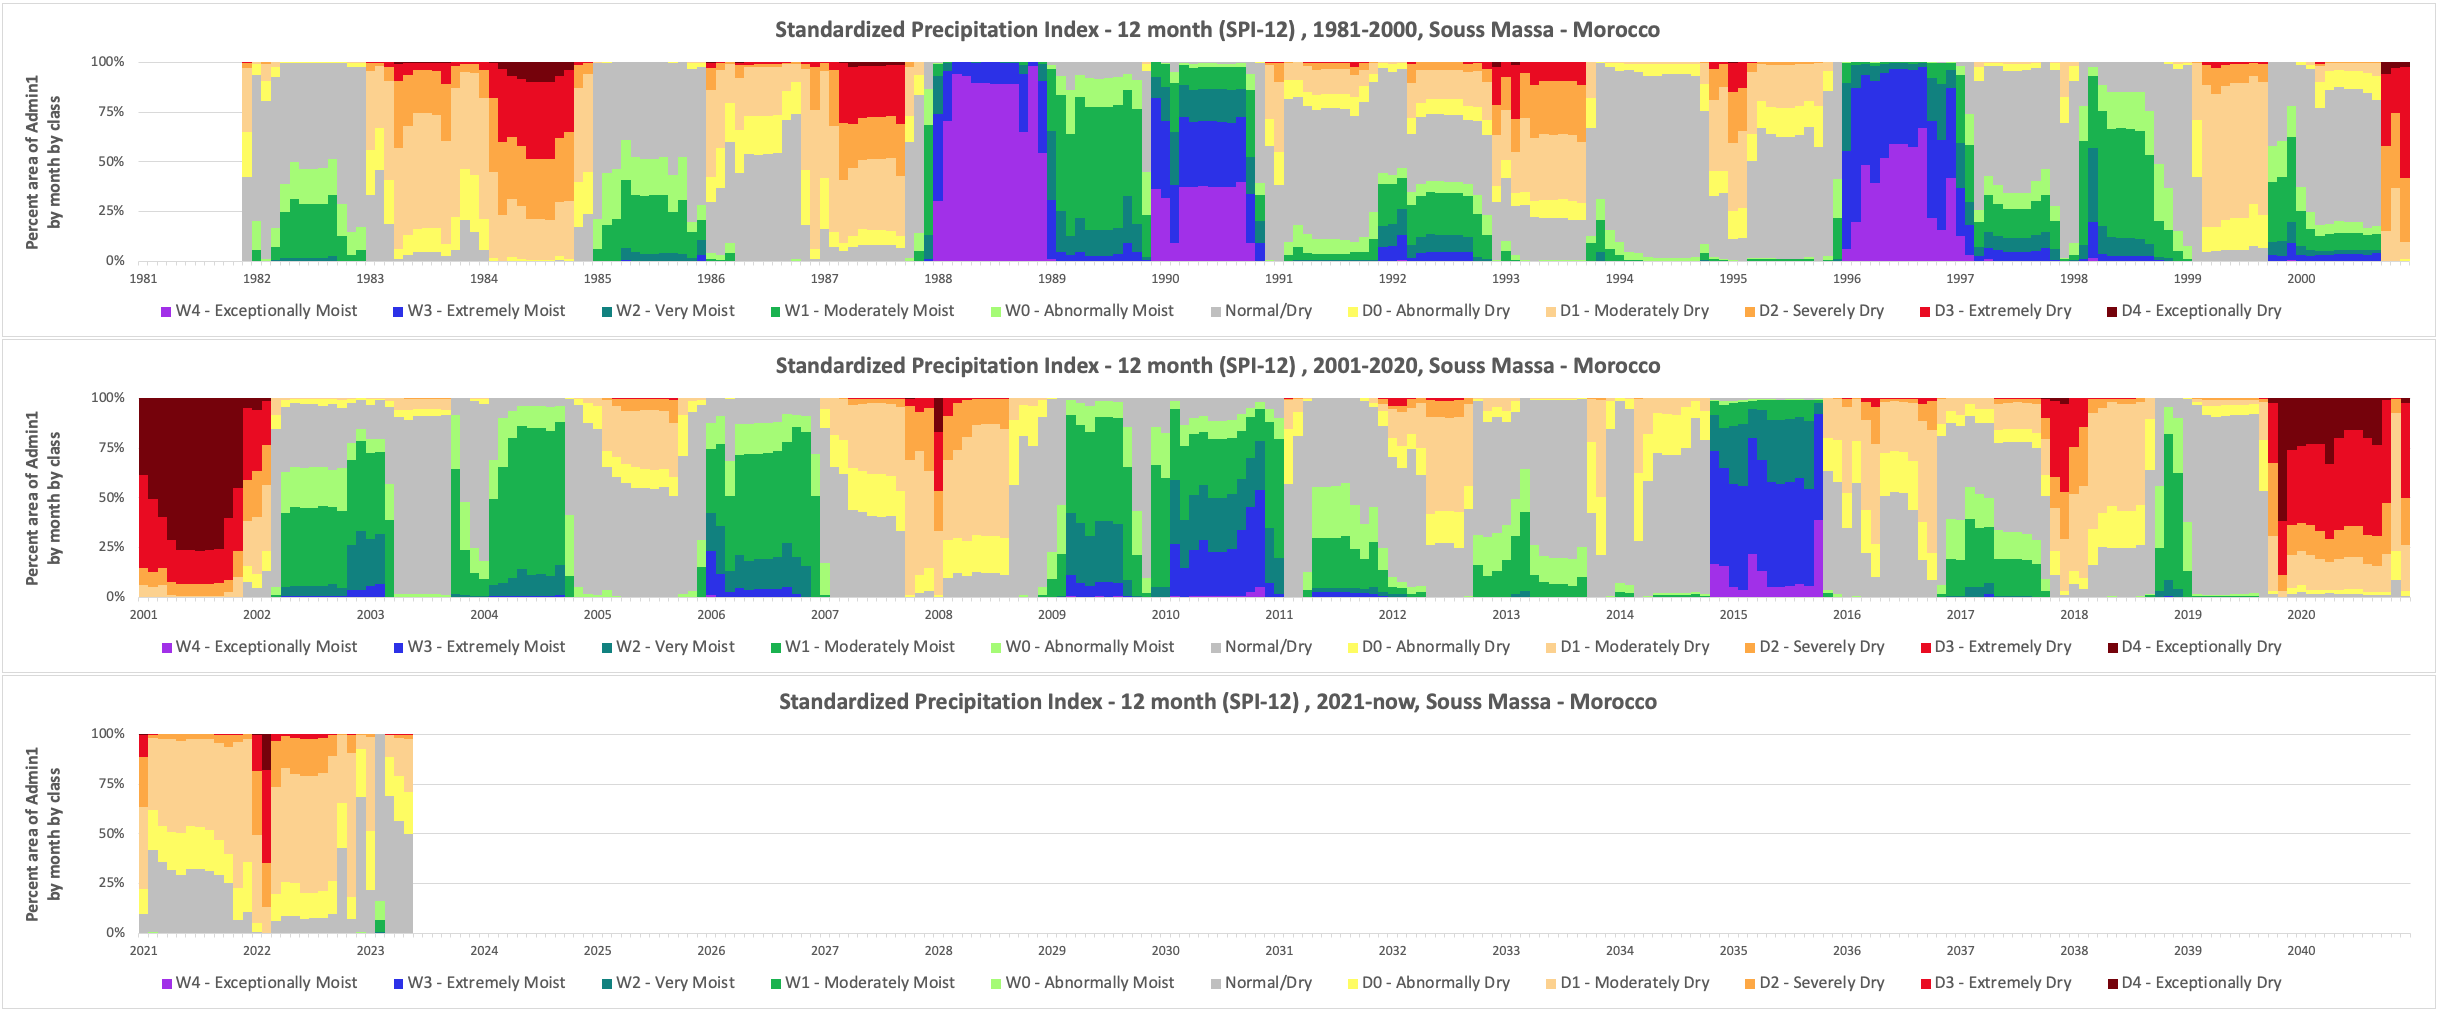 Standardized Precipitation Index - 12 month (SPI-12) , 1981-2000, Souss Massa - Morocco
Percent area of Admin1
by month by class
100%
75%
50%
25%
0%
1981 1982 1983 1984 1985 1986 1987 1988 1989 1990 1991 1992 1993 1994 1995 1996 1997 1998 1999 2000
W4 - Exceptionally Moist W3 - Extremely Moist W2 - Very Moist W1 - Moderately Moist W0 - Abnormally Moist Normal/Dry D0 - Abnormally Dry D1 - Moderately Dry D2 - Severely Dry D3 - Extremely Dry D4 - Exceptionally Dry
Standardized Precipitation Index - 12 month (SPI-12) , 2001-2020, Souss Massa - Morocco
Percent area of Admin1
by month by class
100%
75%
50%
25%
0%
2001 2002 2003 2004 2005 2006 2007 2008 2009 2010 2011 2012 2013 2014 2015 2016 2017 2018 2019 2020
W4 - Exceptionally Moist W3 - Extremely Moist W2 - Very Moist W1 - Moderately Moist W0 - Abnormally Moist Normal/Dry D0 - Abnormally Dry D1 - Moderately Dry D2 - Severely Dry D3 - Extremely Dry D4 - Exceptionally Dry
Standardized Precipitation Index - 12 month (SPI-12) , 2021-now, Souss Massa - Morocco
Percent area of Admin1
by month by class
100%
75%
50%
25%
0%
2021 2022 2023 2024 2025 2026 2027 2028 2029 2030 2031 2032 2033 2034 2035 2036 2037 2038 2039 2040
W4 - Exceptionally Moist W3 - Extremely Moist W2 - Very Moist W1 - Moderately Moist W0 - Abnormally Moist Normal/Dry D0 - Abnormally Dry D1 - Moderately Dry D2 - Severely Dry D3 - Extremely Dry D4 - Exceptionally Dry